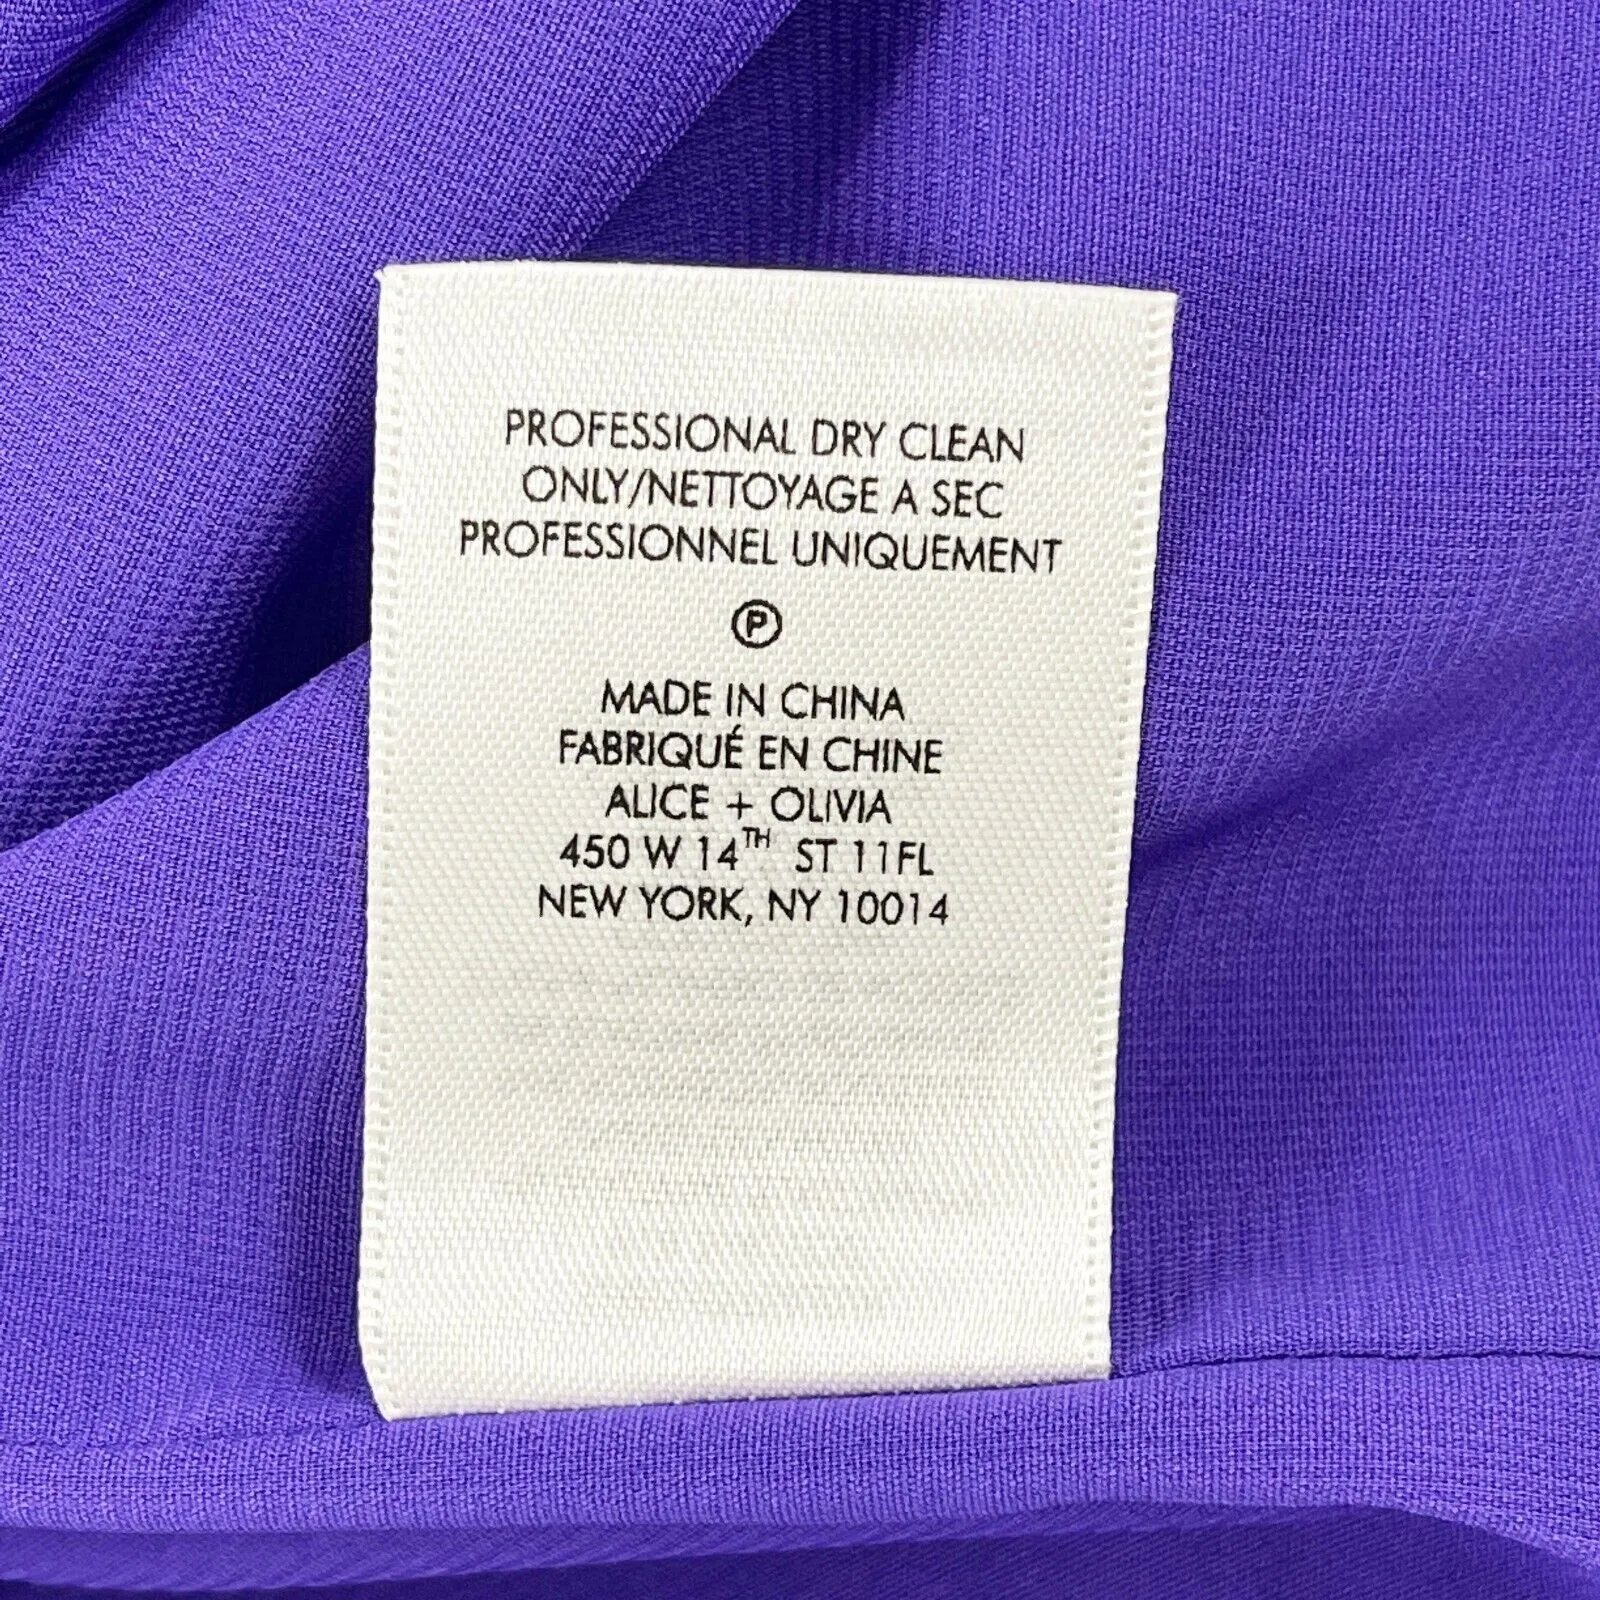 PROFESSIONAL DRY CLEAN
ONLY/NETTOYAGE A SEC
PROFESSIONNEL UNIQUEMENT
Ⓟ
MADE IN CHINA
FABRIQUÉ EN CHINE
ALICE + OLIVIA
450 W 14TH ST 11FL
NEW YORK, NY 10014